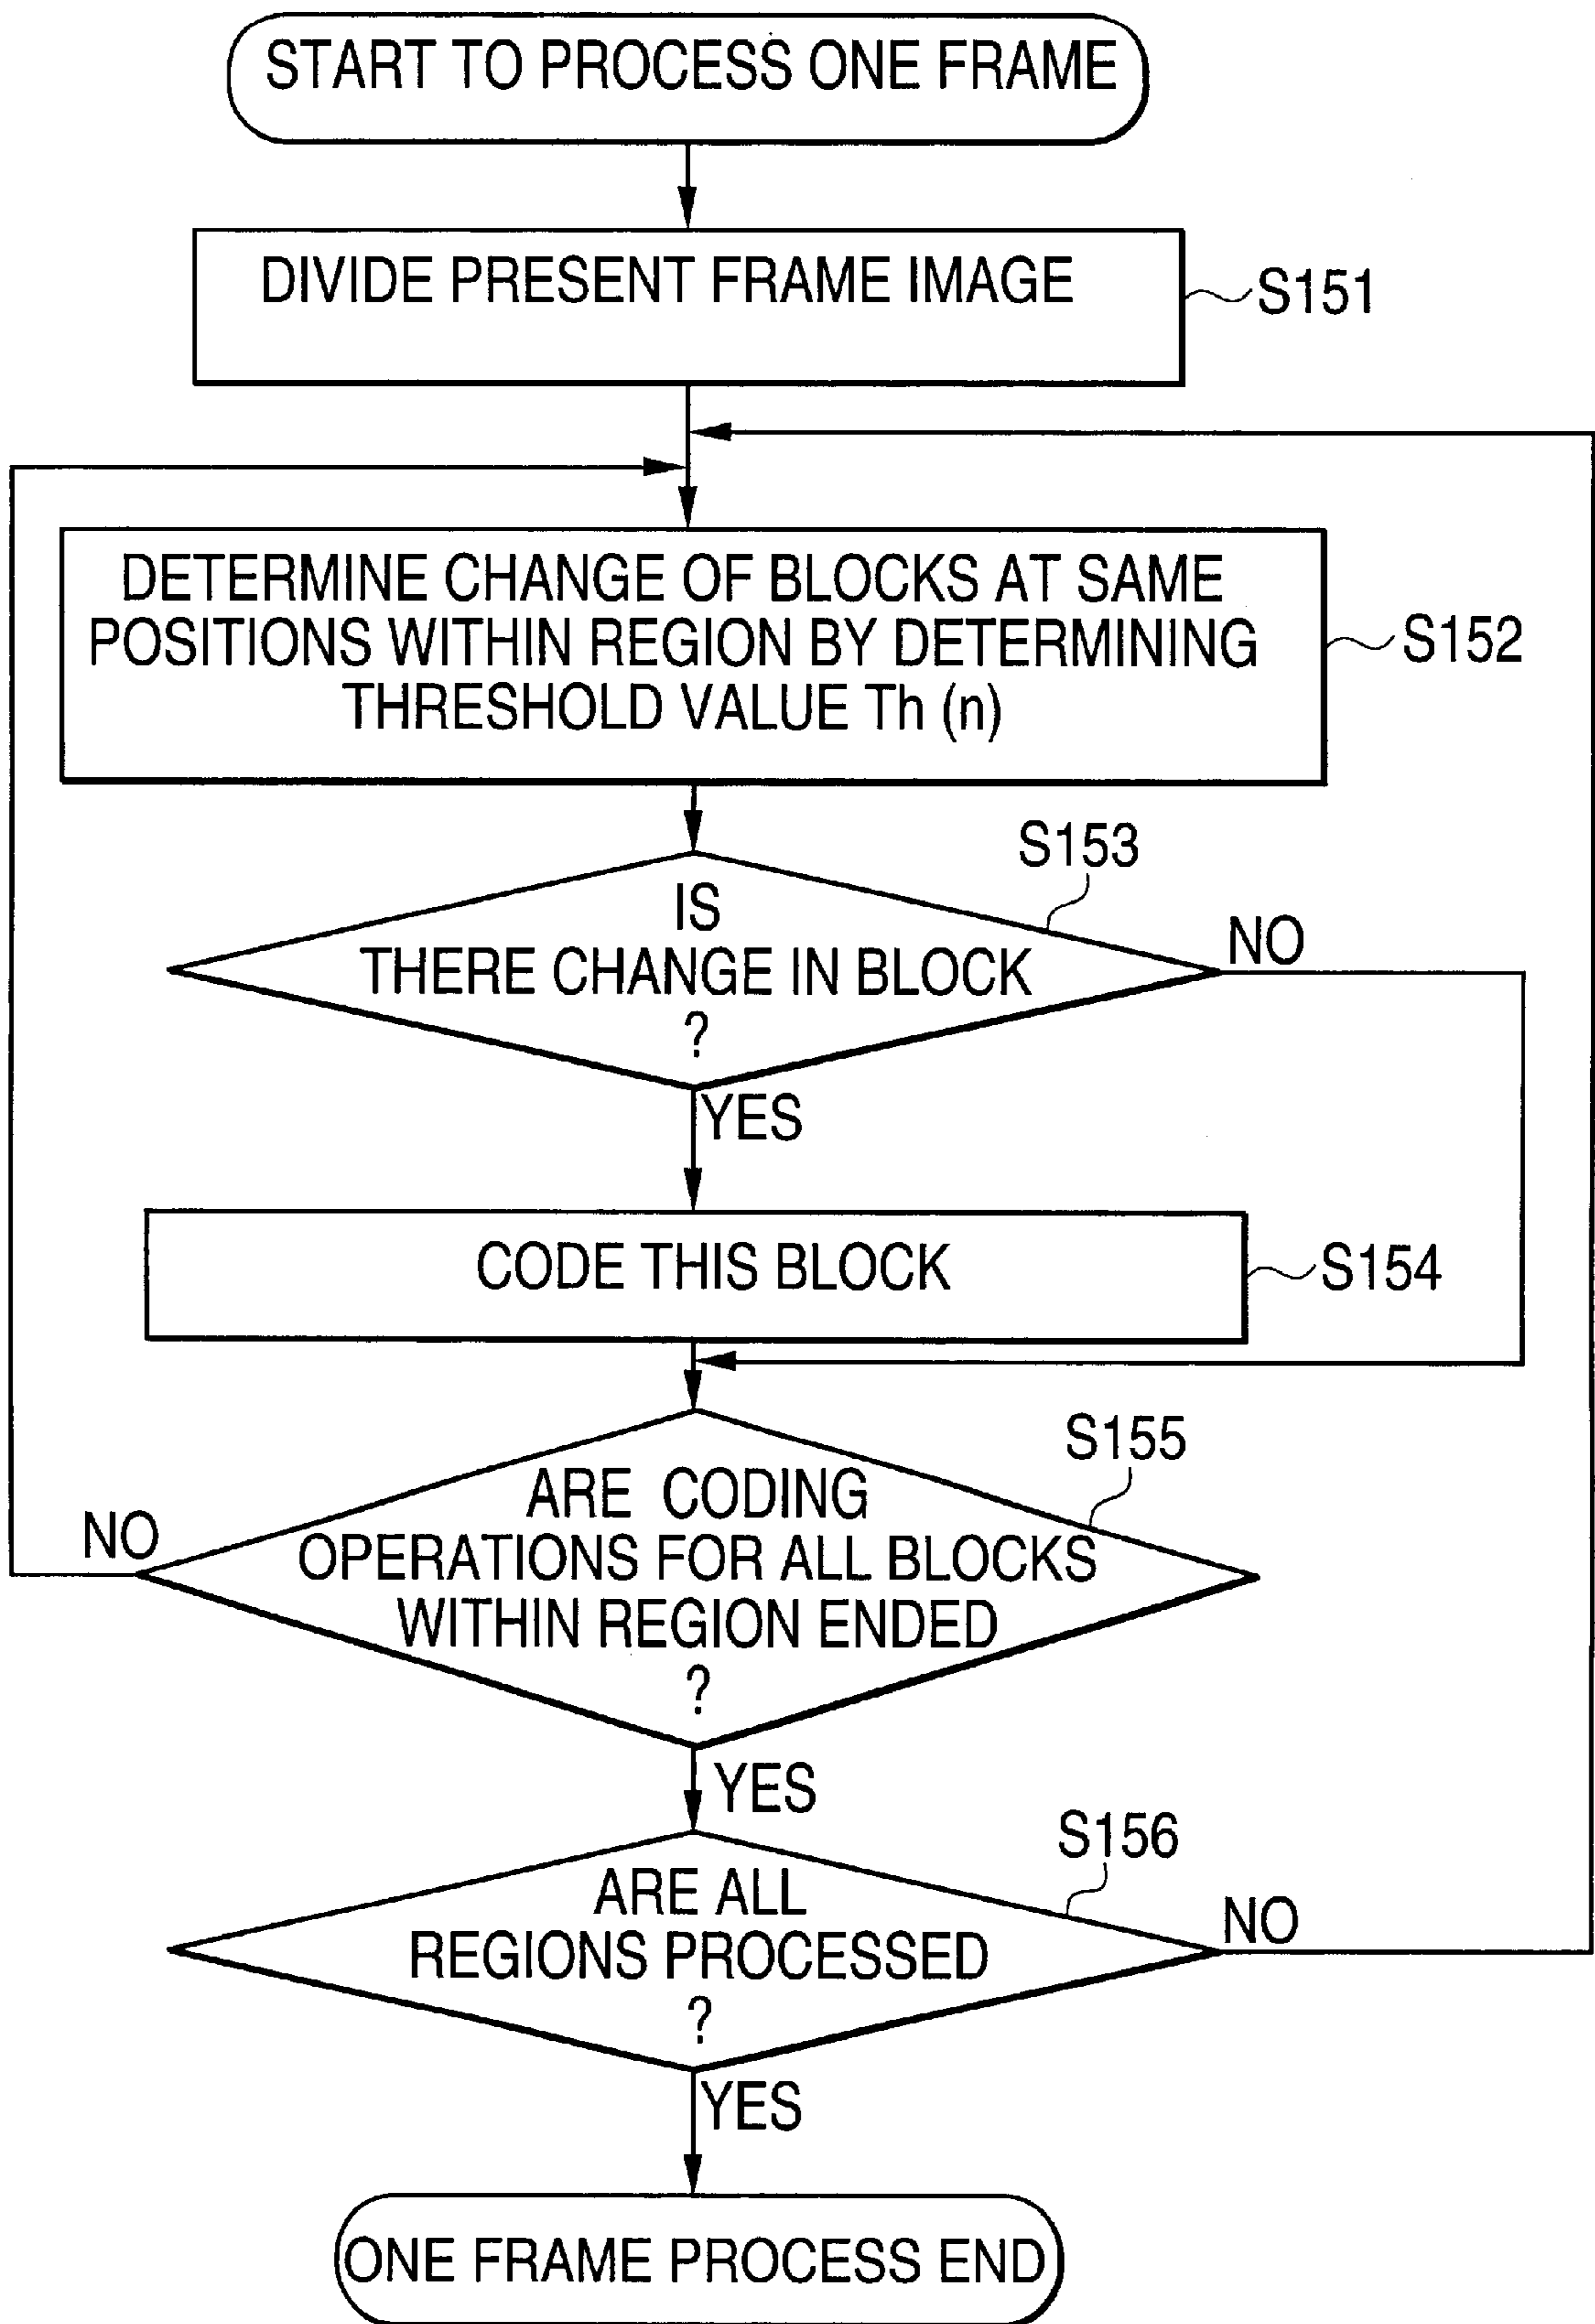 START TO PROCESS ONE FRAME
DIVIDE PRESENT FRAME IMAGE
S151
DETERMINE CHANGE OF BLOCKS AT SAME
POSITIONS WITHIN REGION BY DETERMINING
THRESHOLD VALUE Th (n)
S152
S153
IS
THERE CHANGE IN BLOCK
?
NO
YES
CODE THIS BLOCK
S154
S155
ARE CODING
OPERATIONS FOR ALL BLOCKS
WITHIN REGION ENDED
?
NO
YES
S156
ARE ALL
REGIONS PROCESSED
?
NO
YES
ONE FRAME PROCESS END